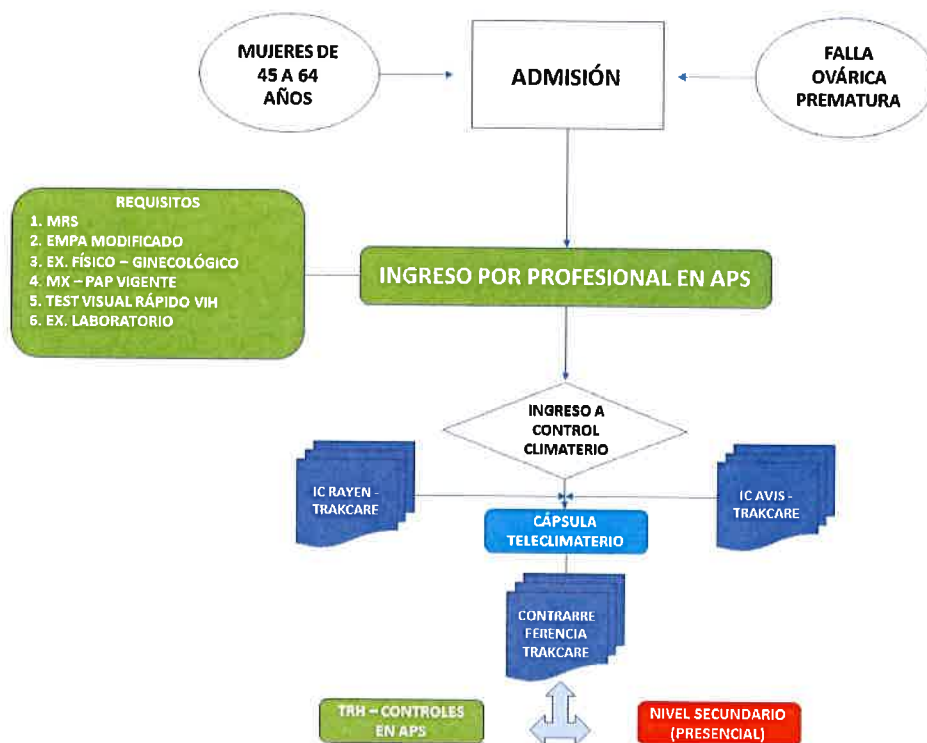 MUJERES DE
45 A 64
AÑOS
ADMISIÓN
FALLA
OVÁRICA
PREMATURA
REQUISITOS
1. MRS
2. EMPA MODIFICADO
3. EX. FÍSICO – GINECOLÓGICO
4. MX – PAP VIGENTE
5. TEST VISUAL RÁPIDO VIH
6. EX. LABORATORIO
INGRESO POR PROFESIONAL EN APS
INGRESO A
CONTROL
CLIMATERIO
IC RAYEN -
TRAKCARE
IC AVIS -
TRAKCARE
CÁPSULA
TELECLIMATERIO
CONTRARRE
FERENCIA
TRAKCARE
TRH – CONTROLES
EN APS
NIVEL SECUNDARIO
(PRESENCIAL)